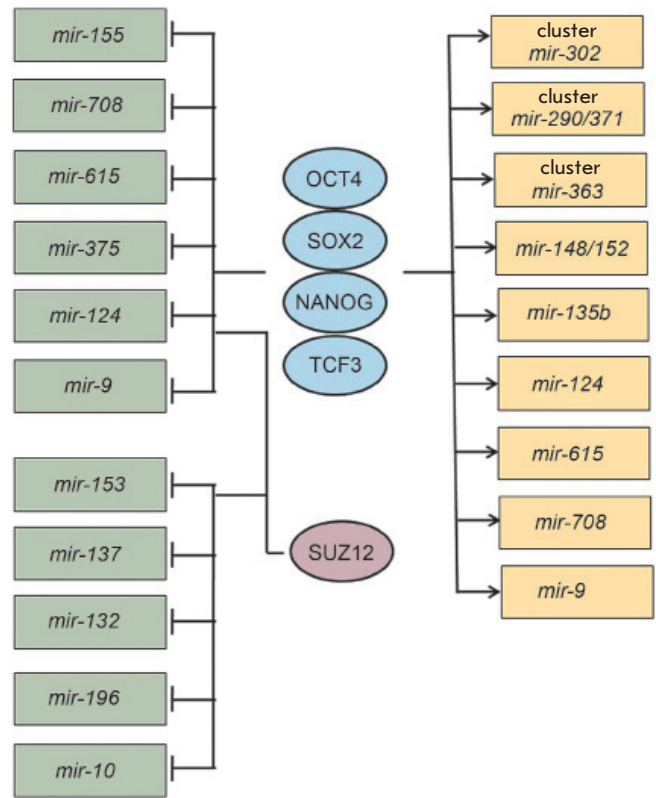 mir-155
mir-708
mir-615
mir-375
mir-124
mir-9
mir-153
mir-137
mir-132
mir-196
mir-10
OCT4
SOX2
NANOG
TCF3
SUZ12
cluster
mir-302
cluster
mir-290/371
cluster
mir-363
mir-148/152
mir-135b
mir-124
mir-615
mir-708
mir-9